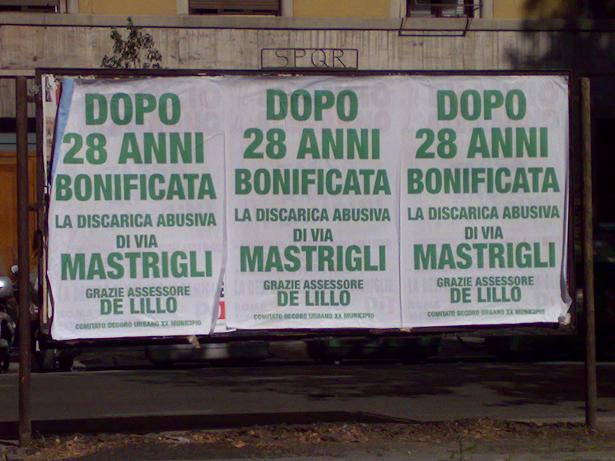 SPQR
DOPO
28 ANNI
BONIFICATA
LA DISCARICA ABUSIVA
DI VIA
MASTRIGLI
GRAZIE ASSESSORE
DE LILLO
COMITATO DECORO URBANO XX MUNICIPIO
DOPO
28 ANNI
BONIFICATA
LA DISCARICA ABUSIVA
DI VIA
MASTRIGLI
GRAZIE ASSESSORE
DE LILLO
COMITATO DECORO URBANO XX MUNICIPIO
DOPO
28 ANNI
BONIFICATA
LA DISCARICA ABUSIVA
DI VIA
MASTRIGLI
GRAZIE ASSESSORE
DE LILLO
COMITATO DECORO URBANO XX MUNICIPIO